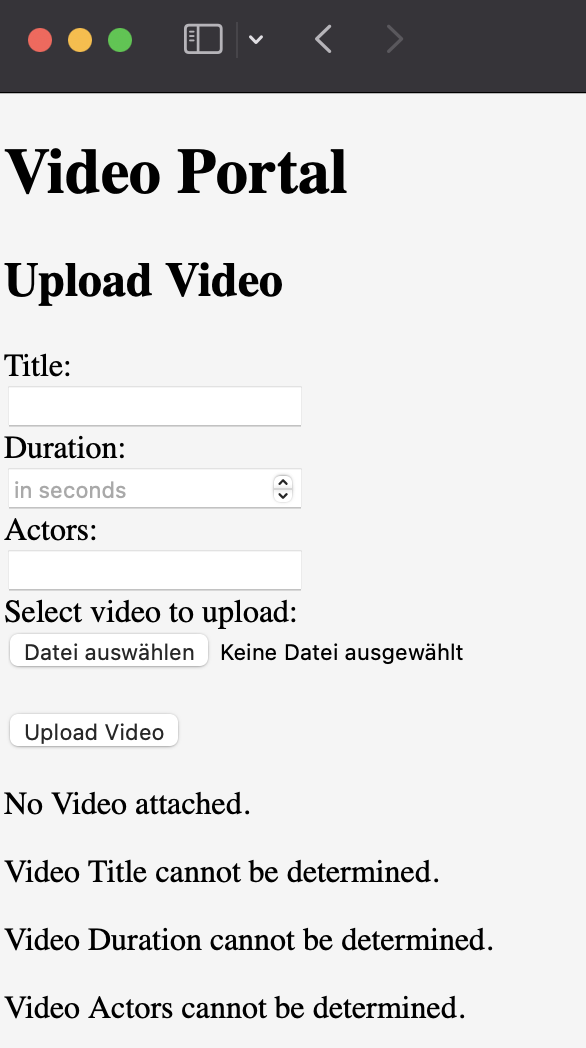 Video Portal
Upload Video
Title:
Duration:
in seconds
Actors:
Select video to upload:
Datei auswählen Keine Datei ausgewählt
Upload Video
No Video attached.
Video Title cannot be determined.
Video Duration cannot be determined.
Video Actors cannot be determined.